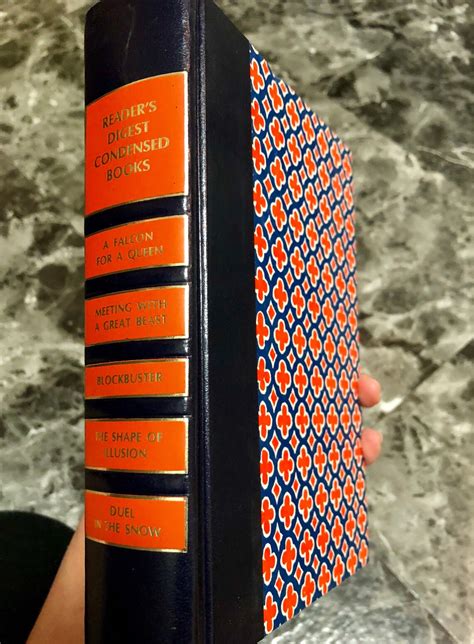 READER'S
DIGEST
CONDENSED
BOOKS
A FALCON
FOR A QUEEN
MEETING WITH
A GREAT BEAST
BLOCKBUSTER
THE SHAPE OF
ILLUSION
DUEL
IN THE SNOW